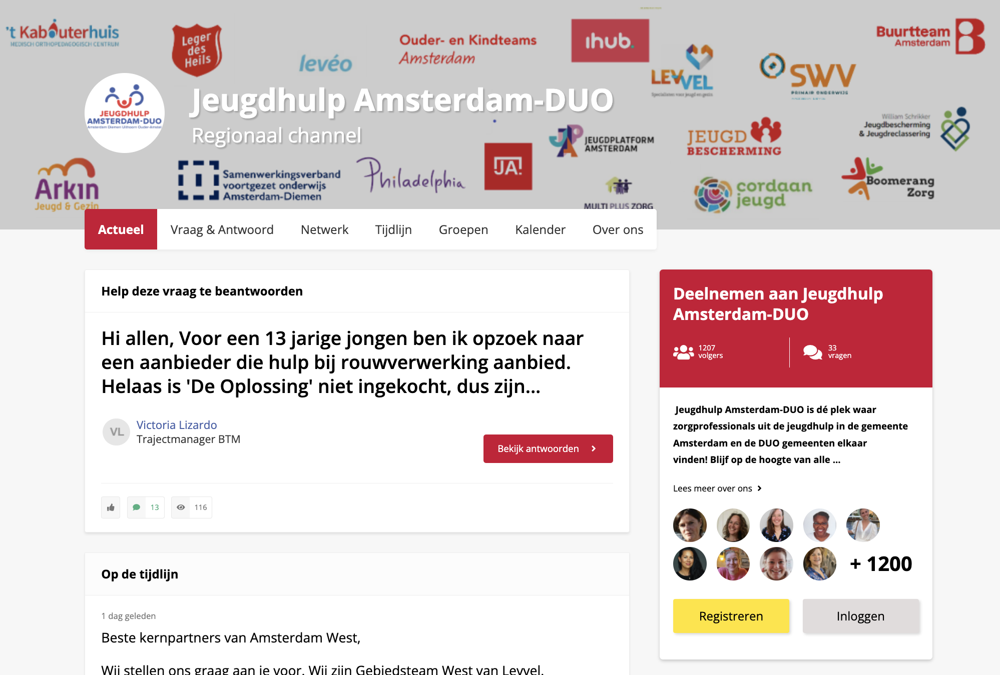 't Kabouterhuis
MEDISCH ORTHOPEDAGOGISCH CENTRUM
Leger
des
Heils
levéo
Ouder- en Kindteams
Amsterdam
ıhub.
LEVVEL
Specialisten voor jeugd en gezin
SWV
PRIMAIR ONDERWIJS
Buurtteam
Amsterdam
B
JEUGDHULP
AMSTERDAM-DUO
Amsterdam Diemen Uithoorn Ouder-Amstel
Jeugdhulp Amsterdam-DUO
Regionaal channel
JPA
JEUGDPLATFORM
AMSTERDAM
JEUGD
BESCHERMING
William Schrikker
Jeugdbescherming
& Jeugdreclassering
Arkin
Jeugd & Gezin
Samenwerkingsverband
voortgezet onderwijs
Amsterdam-Diemen
Philadelphia
JA!
MULTI PLUS ZORG
cordaan
jeugd
Boomerang
Zorg
Actueel
Vraag & Antwoord
Netwerk
Tijdlijn
Groepen
Kalender
Over ons
Help deze vraag te beantwoorden
Hi allen, Voor een 13 jarige jongen ben ik opzoek naar
een aanbieder die hulp bij rouwverwerking aanbied.
Helaas is 'De Oplossing' niet ingekocht, dus zijn...
VL
Victoria Lizardo
Trajectmanager BTM
Bekijk antwoorden
13
116
Op de tijdlijn
1 dag geleden
Beste kernpartners van Amsterdam West,
Wij stellen ons graag aan je voor. Wij zijn Gebiedsteam West van Levvel.
Deelnemen aan Jeugdhulp
Amsterdam-DUO
1207
volgers
33
vragen
Jeugdhulp Amsterdam-DUO is dé plek waar
zorgprofessionals uit de jeugdhulp in de gemeente
Amsterdam en de DUO gemeenten elkaar
vinden! Blijf op de hoogte van alle ...
Lees meer over ons
+ 1200
Registreren
Inloggen